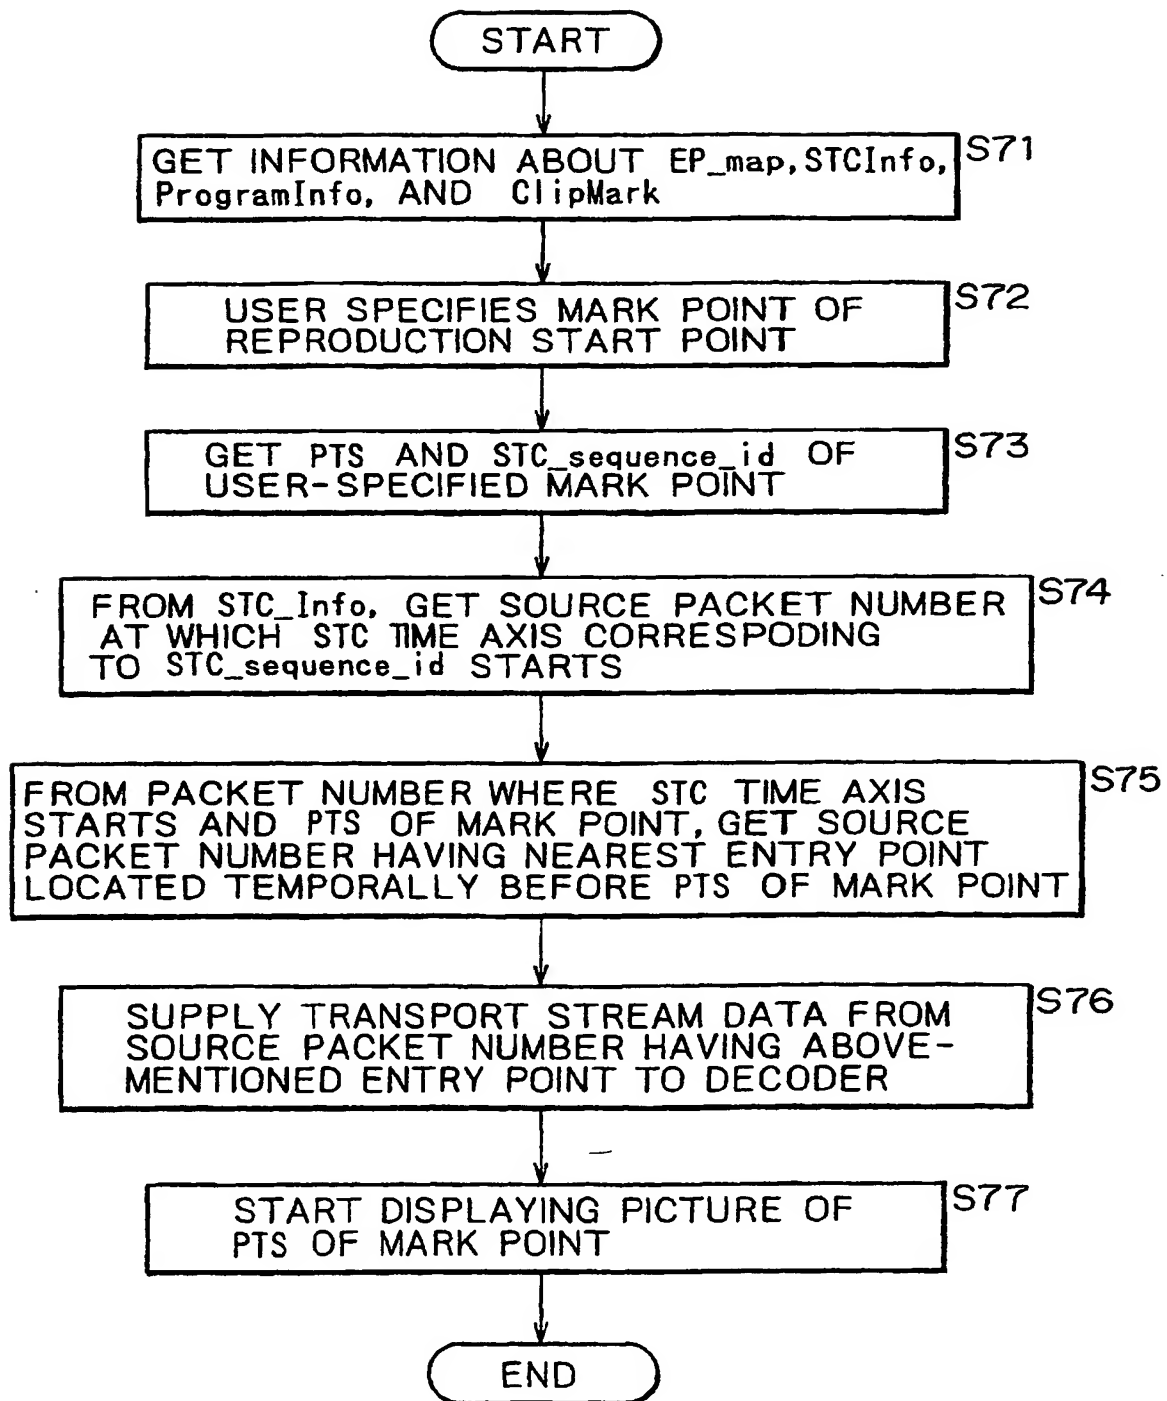 START
GET INFORMATION ABOUT EP_map, STCInfo,
ProgramInfo, AND ClipMark
S71
USER SPECIFIES MARK POINT OF
REPRODUCTION START POINT
S72
GET PTS AND STC_sequence_id OF
USER-SPECIFIED MARK POINT
S73
FROM STC_Info, GET SOURCE PACKET NUMBER
AT WHICH STC TIME AXIS CORRESPODING
TO STC_sequence_id STARTS
S74
FROM PACKET NUMBER WHERE STC TIME AXIS
STARTS AND PTS OF MARK POINT, GET SOURCE
PACKET NUMBER HAVING NEAREST ENTRY POINT
LOCATED TEMPORALLY BEFORE PTS OF MARK POINT
S75
SUPPLY TRANSPORT STREAM DATA FROM
SOURCE PACKET NUMBER HAVING ABOVE-
MENTIONED ENTRY POINT TO DECODER
S76
START DISPLAYING PICTURE OF
PTS OF MARK POINT
S77
END